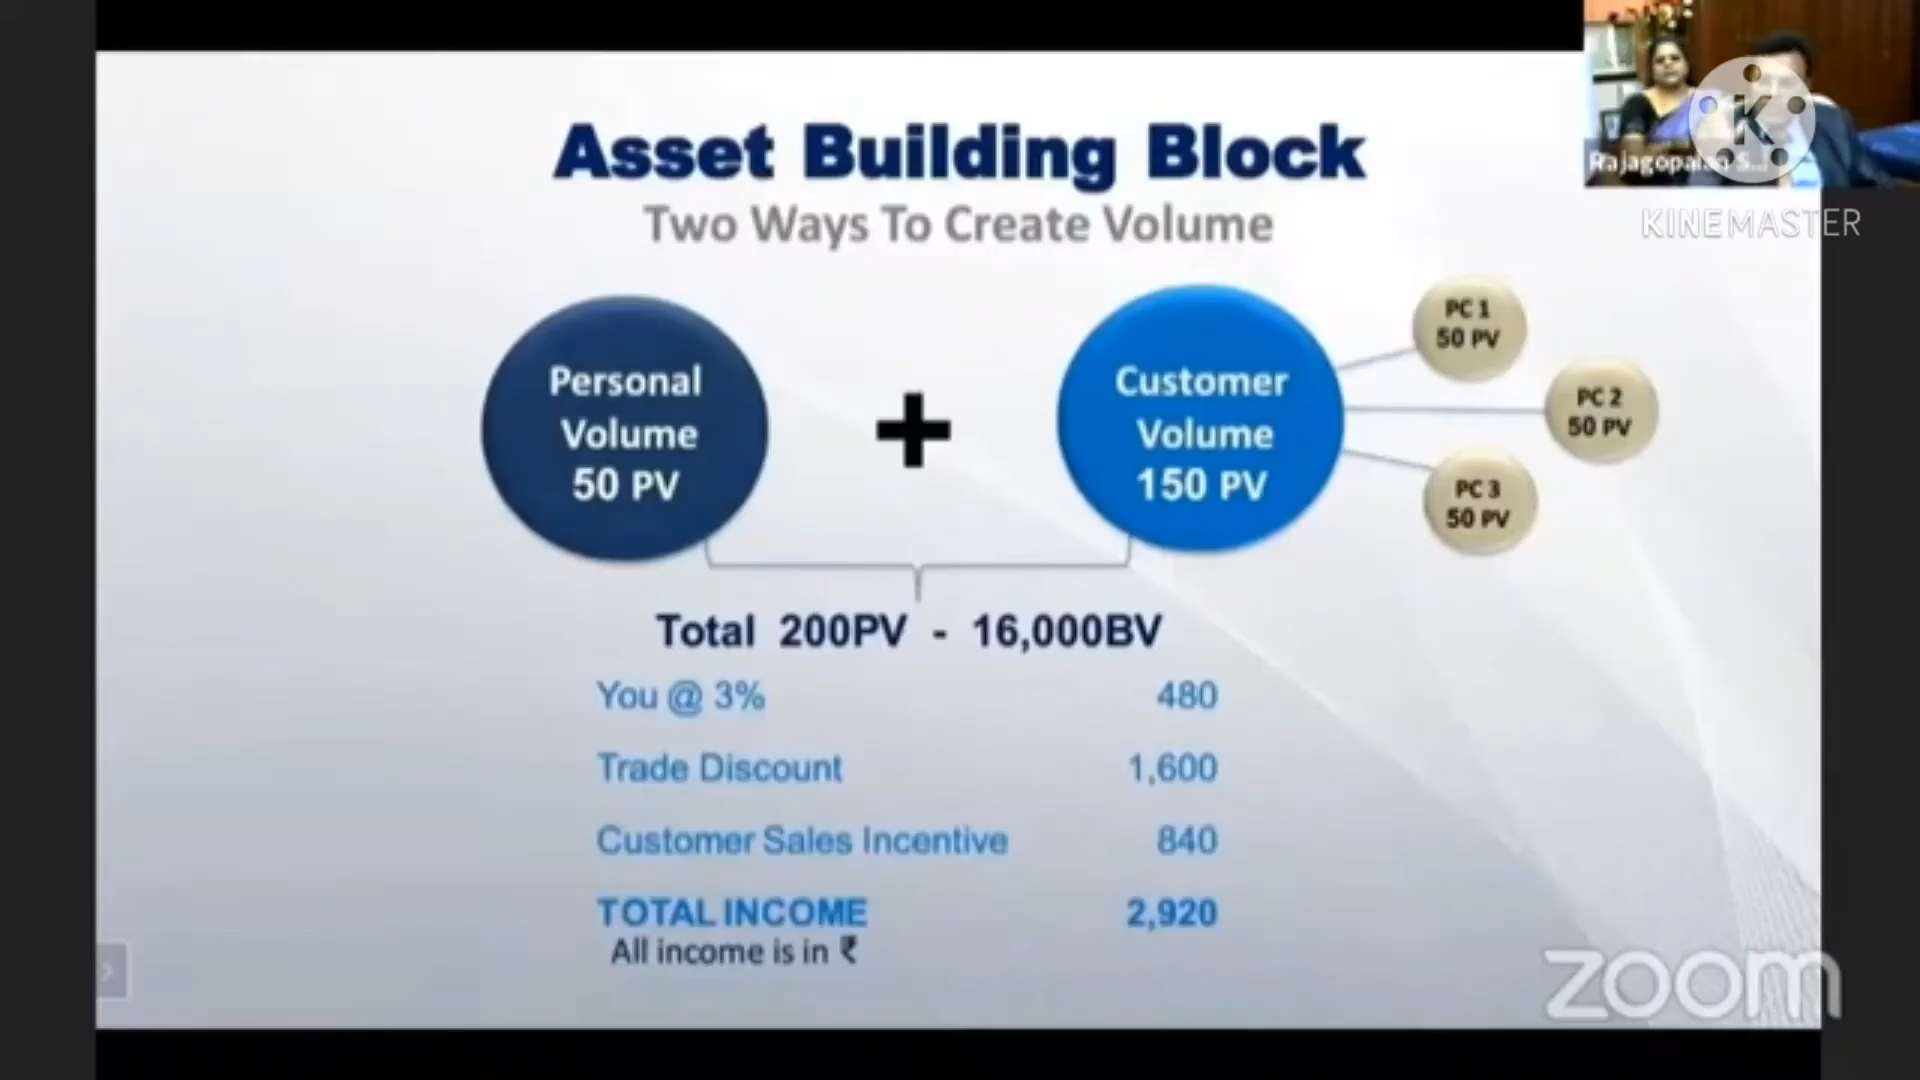 Asset Building Block
Two Ways To Create Volume
Personal
Volume
50 PV
+
Customer
Volume
150 PV
PC 1
50 PV
PC 2
50 PV
PC 3
50 PV
Total 200PV - 16,000BV
You @ 3% 480
Trade Discount 1,600
Customer Sales Incentive 840
TOTAL INCOME 2,920
All income is in ₹
Rajagopalan S...
K
KINEMASTER
zoom